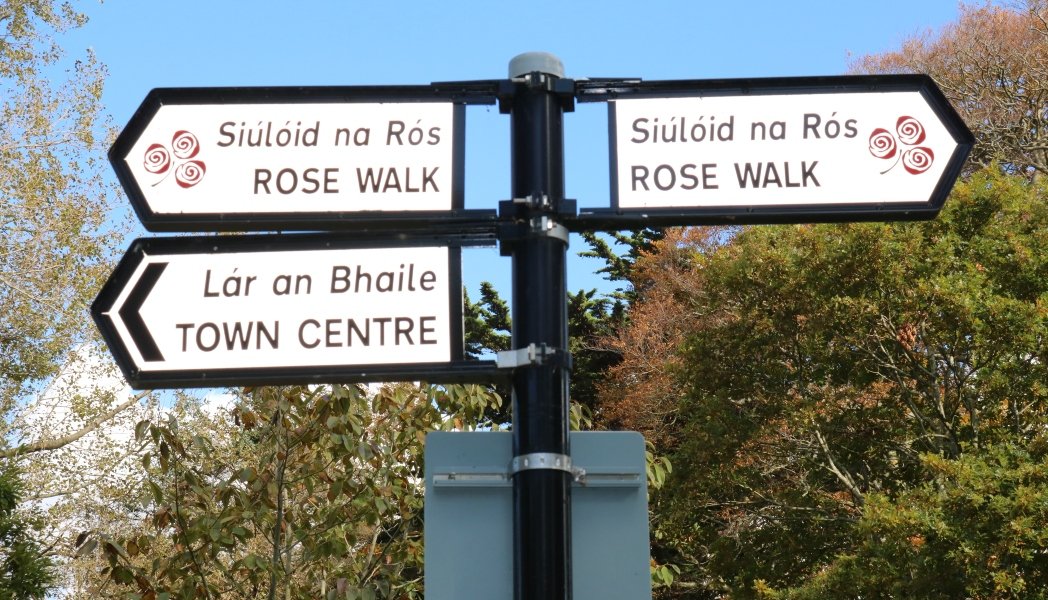 Siúlóid na Rós
ROSE WALK
Siúlóid na Rós
ROSE WALK
Lár an Bhaile
TOWN CENTRE